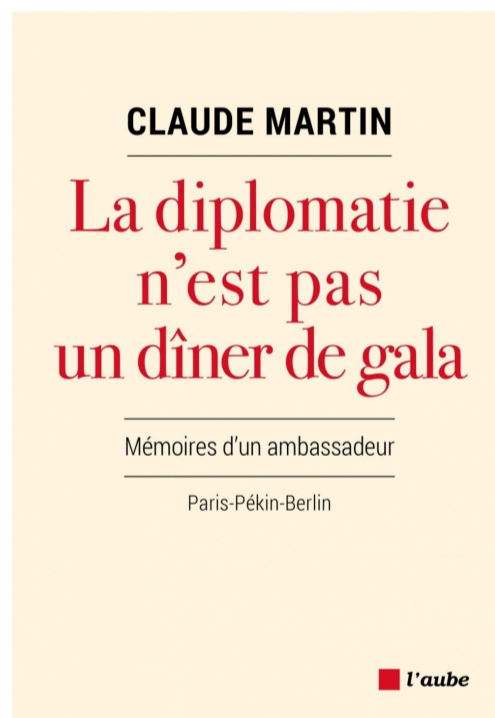 CLAUDE MARTIN
La diplomatie
n’est pas
un dîner de gala
Mémoires d’un ambassadeur
Paris-Pékin-Berlin
l’aube